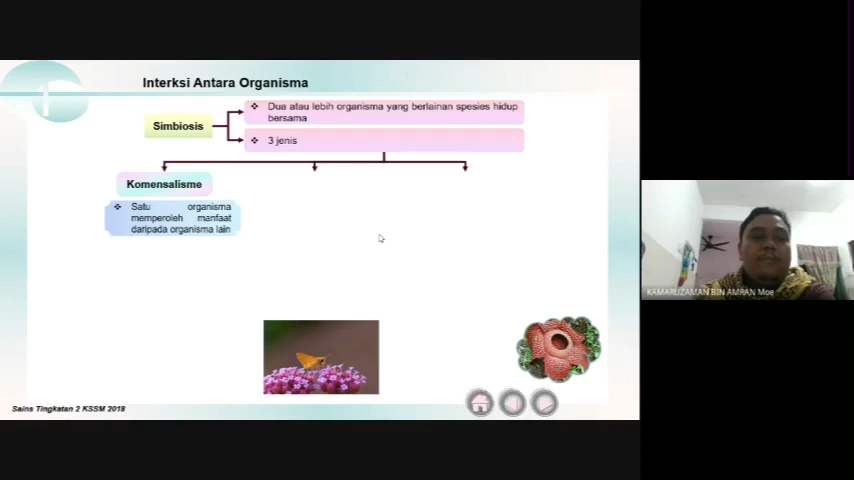 Interksi Antara Organisma
Simbiosis
❖ Dua atau lebih organisma yang berlainan spesies hidup
bersama
❖ 3 jenis
Komensalisme
❖ Satu organisma
memperoleh manfaat
daripada organisma lain
KAMARUZAMAN BIN AMRAN Moe
Sains Tingkatan 2 KSSM 2018